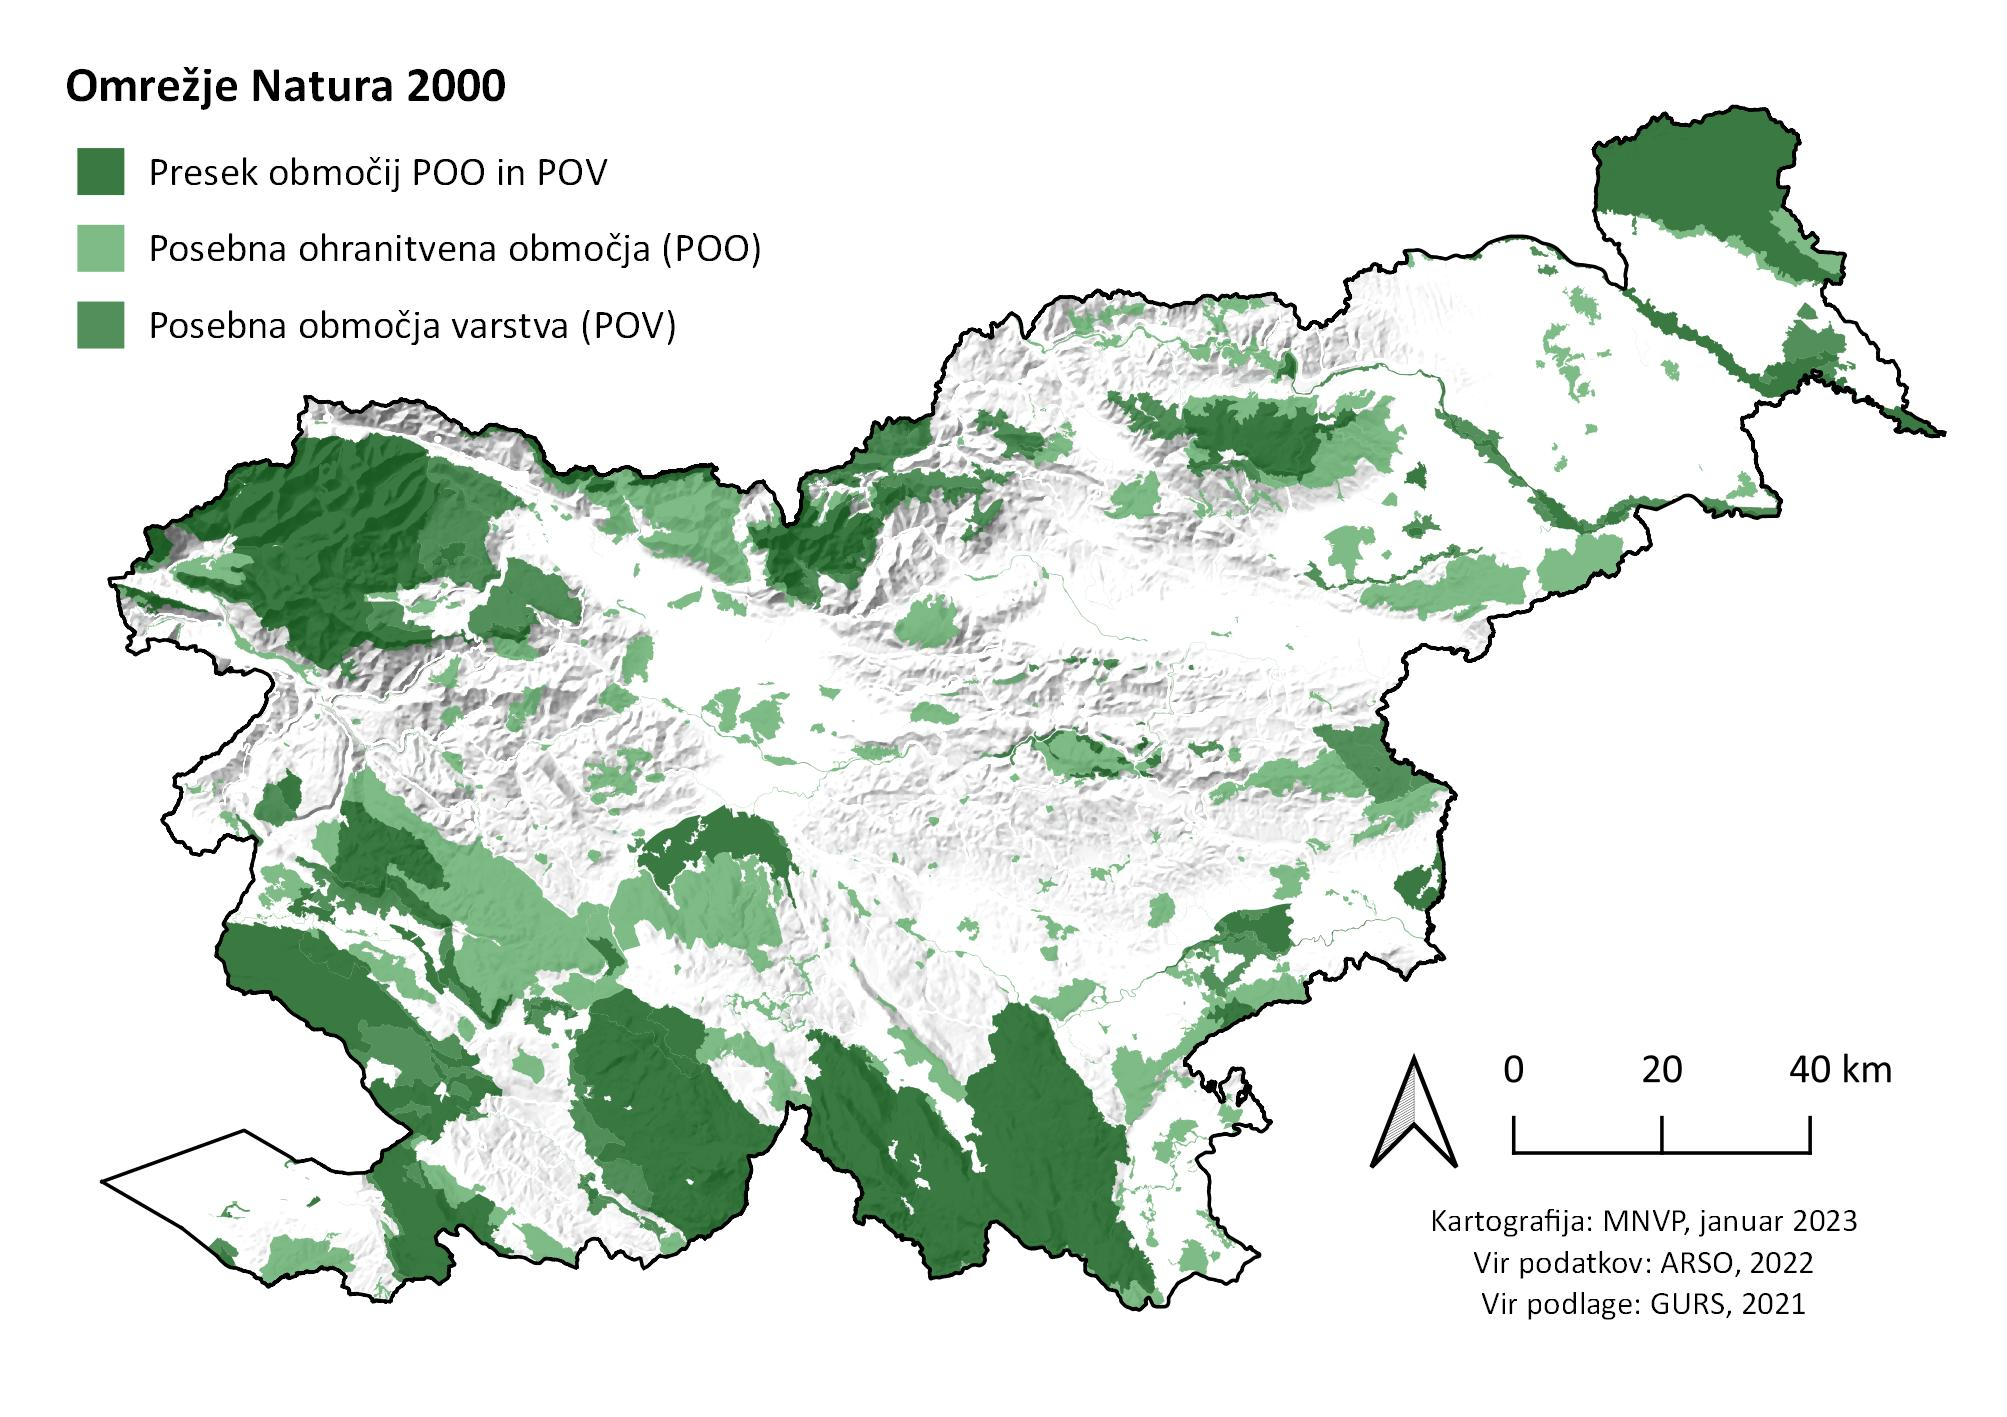 Omrežje Natura 2000
Presek območij POO in POV
Posebna ohranitvena območja (POO)
Posebna območja varstva (POV)
0 20 40 km
Kartografija: MNVP, januar 2023
Vir podatkov: ARSO, 2022
Vir podlage: GURS, 2021